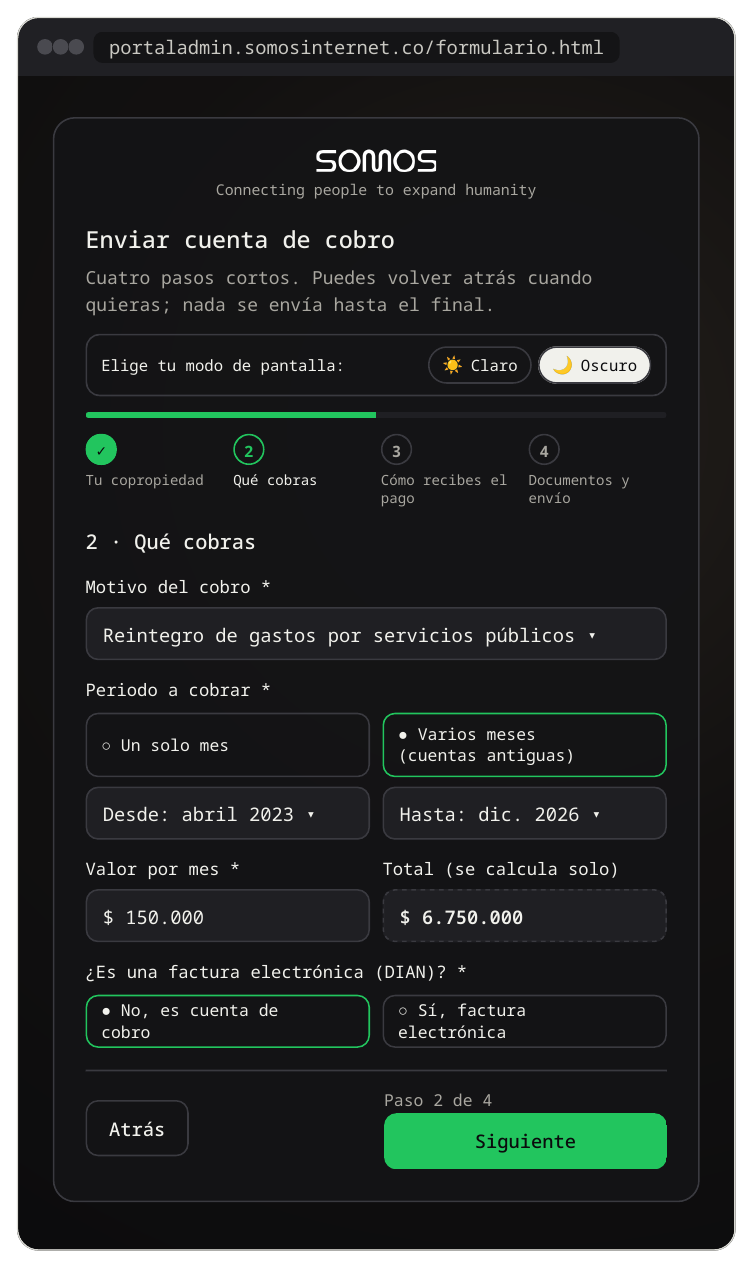 portaladmin.somosinternet.co/formulario.html
SOMOS
Connecting people to expand humanity
Enviar cuenta de cobro
Cuatro pasos cortos. Puedes volver atrás cuando
quieras; nada se envía hasta el final.
Elige tu modo de pantalla:
☀️ Claro
🌙 Oscuro
✓
2
3
4
Tu copropiedad
Qué cobras
Cómo recibes el
pago
Documentos y
envío
2 · Qué cobras
Motivo del cobro *
Reintegro de gastos por servicios públicos ▾
Periodo a cobrar *
○ Un solo mes
● Varios meses
(cuentas antiguas)
Desde: abril 2023 ▾
Hasta: dic. 2026 ▾
Valor por mes *
Total (se calcula solo)
$ 150.000
$ 6.750.000
¿Es una factura electrónica (DIAN)? *
● No, es cuenta de
cobro
○ Sí, factura
electrónica
Paso 2 de 4
Atrás
Siguiente